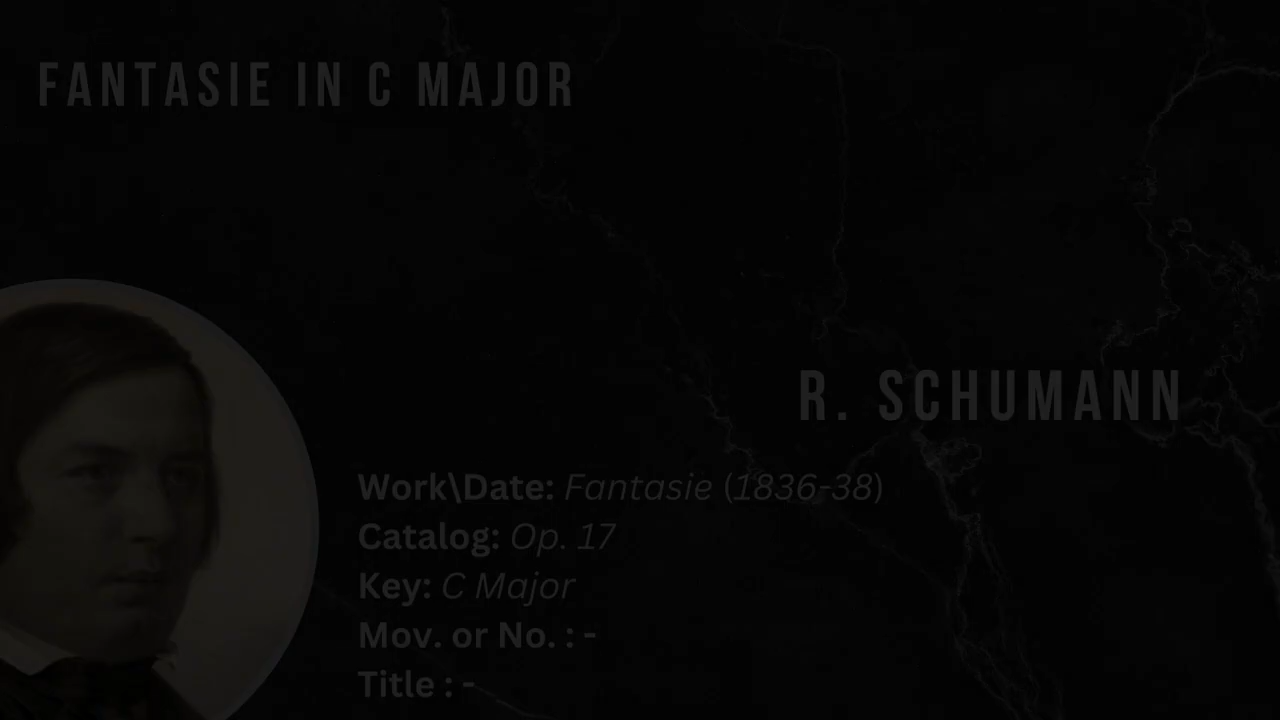 FANTASIE IN C MAJOR
R. SCHUMANN
Work\Date: Fantasie (1836-38)
Catalog: Op. 17
Key: C Major
Mov. or No. : -
Title : -